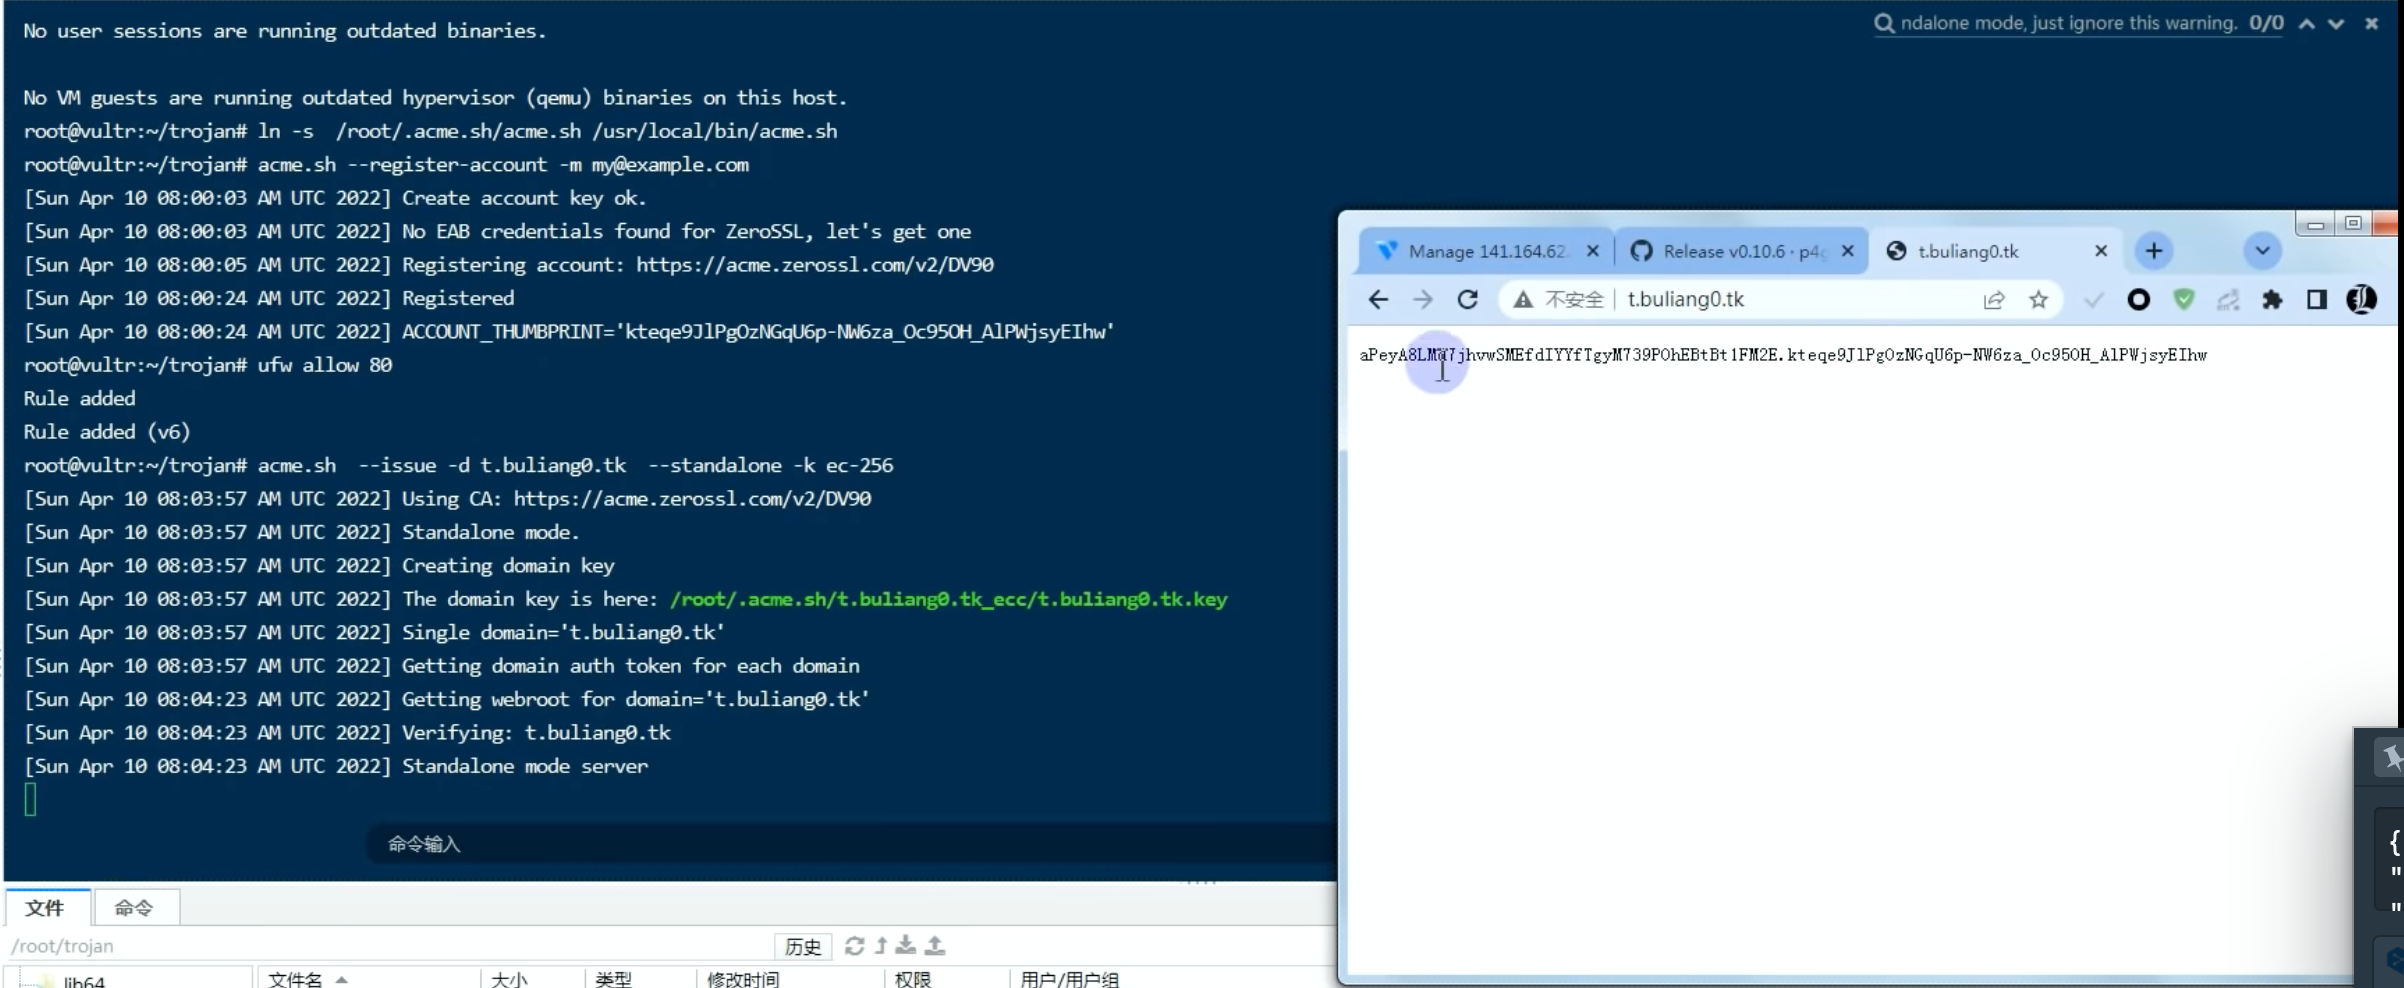 No user sessions are running outdated binaries.
ndalone mode, just ignore this warning. 0/0
No VM guests are running outdated hypervisor (qemu) binaries on this host.
root@vultr:~/trojan# ln -s  /root/.acme.sh/acme.sh /usr/local/bin/acme.sh
root@vultr:~/trojan# acme.sh --register-account -m my@example.com
[Sun Apr 10 08:00:03 AM UTC 2022] Create account key ok.
[Sun Apr 10 08:00:03 AM UTC 2022] No EAB credentials found for ZeroSSL, let's get one
[Sun Apr 10 08:00:05 AM UTC 2022] Registering account: https://acme.zerossl.com/v2/DV90
[Sun Apr 10 08:00:24 AM UTC 2022] Registered
[Sun Apr 10 08:00:24 AM UTC 2022] ACCOUNT_THUMBPRINT='kteqe9JlPgOzNGqU6p-NW6za_Oc95OH_AlPWjsyEIhw'
root@vultr:~/trojan# ufw allow 80
Rule added
Rule added (v6)
root@vultr:~/trojan# acme.sh  --issue -d t.buliang0.tk  --standalone -k ec-256
[Sun Apr 10 08:03:57 AM UTC 2022] Using CA: https://acme.zerossl.com/v2/DV90
[Sun Apr 10 08:03:57 AM UTC 2022] Standalone mode.
[Sun Apr 10 08:03:57 AM UTC 2022] Creating domain key
[Sun Apr 10 08:03:57 AM UTC 2022] The domain key is here: /root/.acme.sh/t.buliang0.tk_ecc/t.buliang0.tk.key
[Sun Apr 10 08:03:57 AM UTC 2022] Single domain='t.buliang0.tk'
[Sun Apr 10 08:03:57 AM UTC 2022] Getting domain auth token for each domain
[Sun Apr 10 08:04:23 AM UTC 2022] Getting webroot for domain='t.buliang0.tk'
[Sun Apr 10 08:04:23 AM UTC 2022] Verifying: t.buliang0.tk
[Sun Apr 10 08:04:23 AM UTC 2022] Standalone mode server
命令输入
文件 命令
/root/trojan 历史
lib64 文件名 大小 类型 修改时间 权限 用户/用户组
Manage 141.164.62. Release v0.10.6 · p4g t.buliang0.tk
不安全 t.buliang0.tk
{
"
"